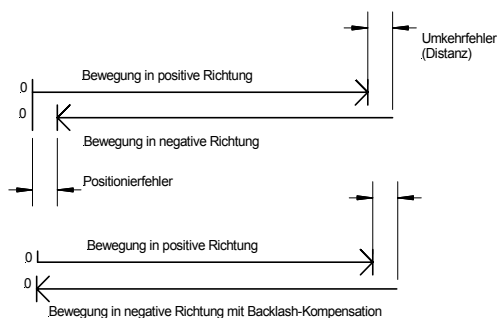 Umkehrfehler
(Distanz)
Bewegung in positive Richtung
0
0
Bewegung in negative Richtung
Positionierfehler
Bewegung in positive Richtung
0
0
Bewegung in negative Richtung mit Backlash-Kompensation